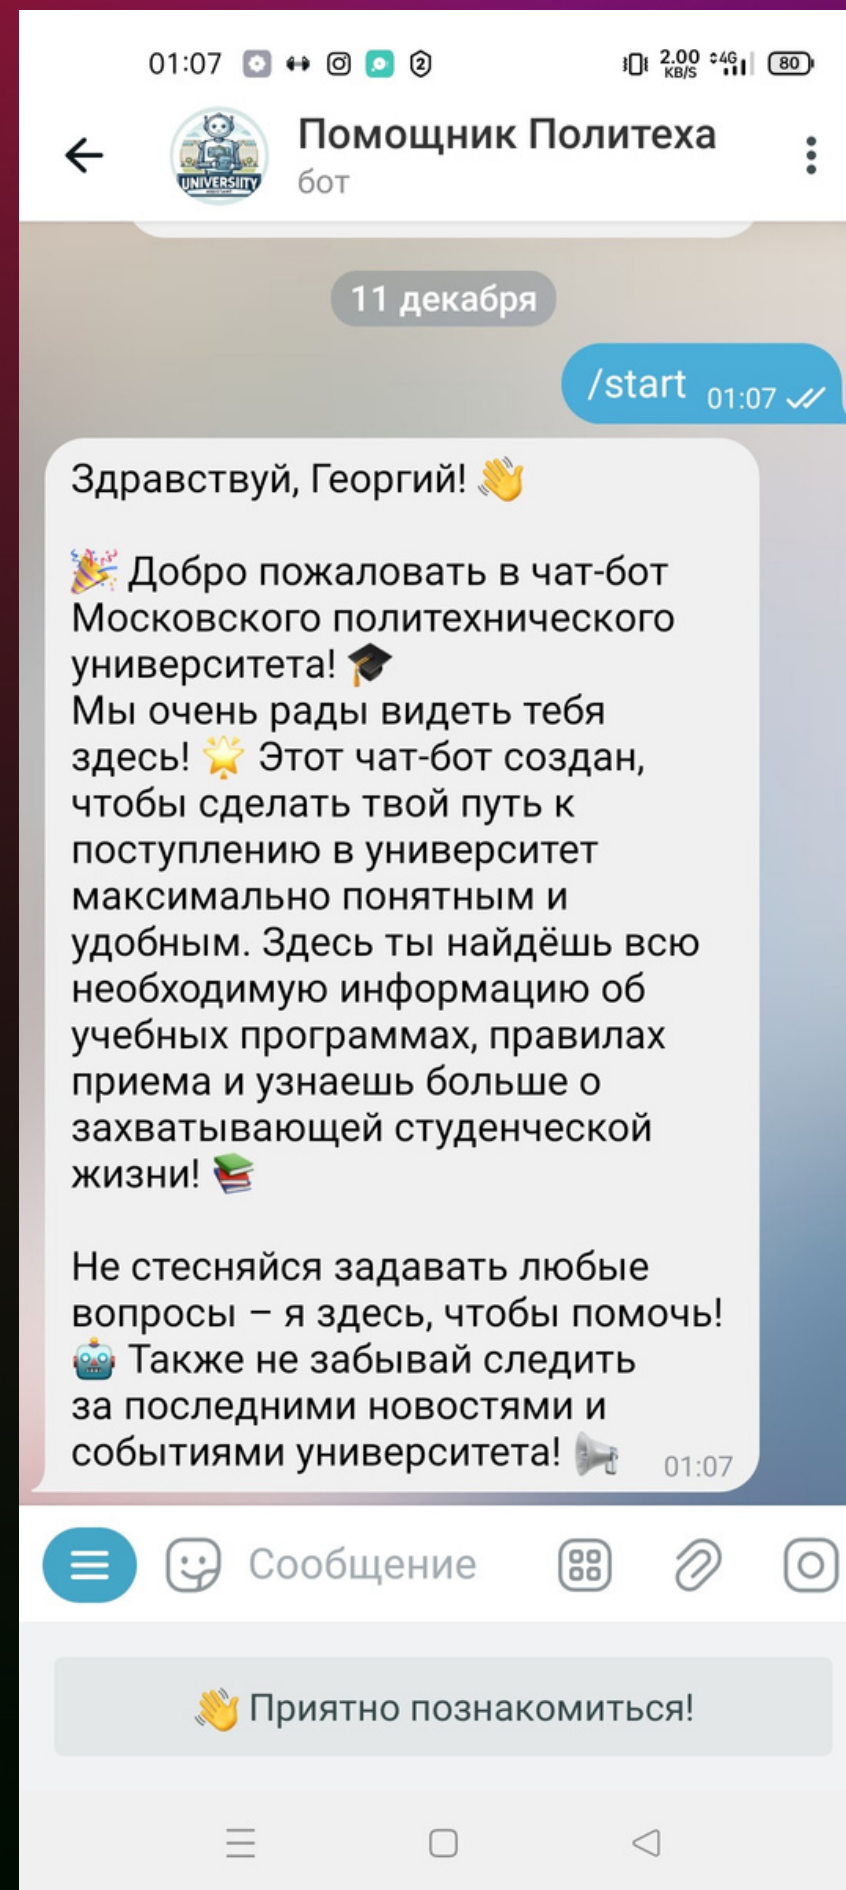 01:07 2 2.00 KB/S 4G 80
Помощник Политеха
UNIVERSIITY
бот
11 декабря
/start 01:07
Здравствуй, Георгий! 👋
🎉 Добро пожаловать в чат-бот
Московского политехнического
университета! 🎓
Мы очень рады видеть тебя
здесь! 🌟 Этот чат-бот создан,
чтобы сделать твой путь к
поступлению в университет
максимально понятным и
удобным. Здесь ты найдёшь всю
необходимую информацию об
учебных программах, правилах
приема и узнаешь больше о
захватывающей студенческой
жизни! 📚
Не стесняйся задавать любые
вопросы – я здесь, чтобы помочь!
🤖 Также не забывай следить
за последними новостями и
событиями университета! 📢 01:07
Сообщение
👋 Приятно познакомиться!